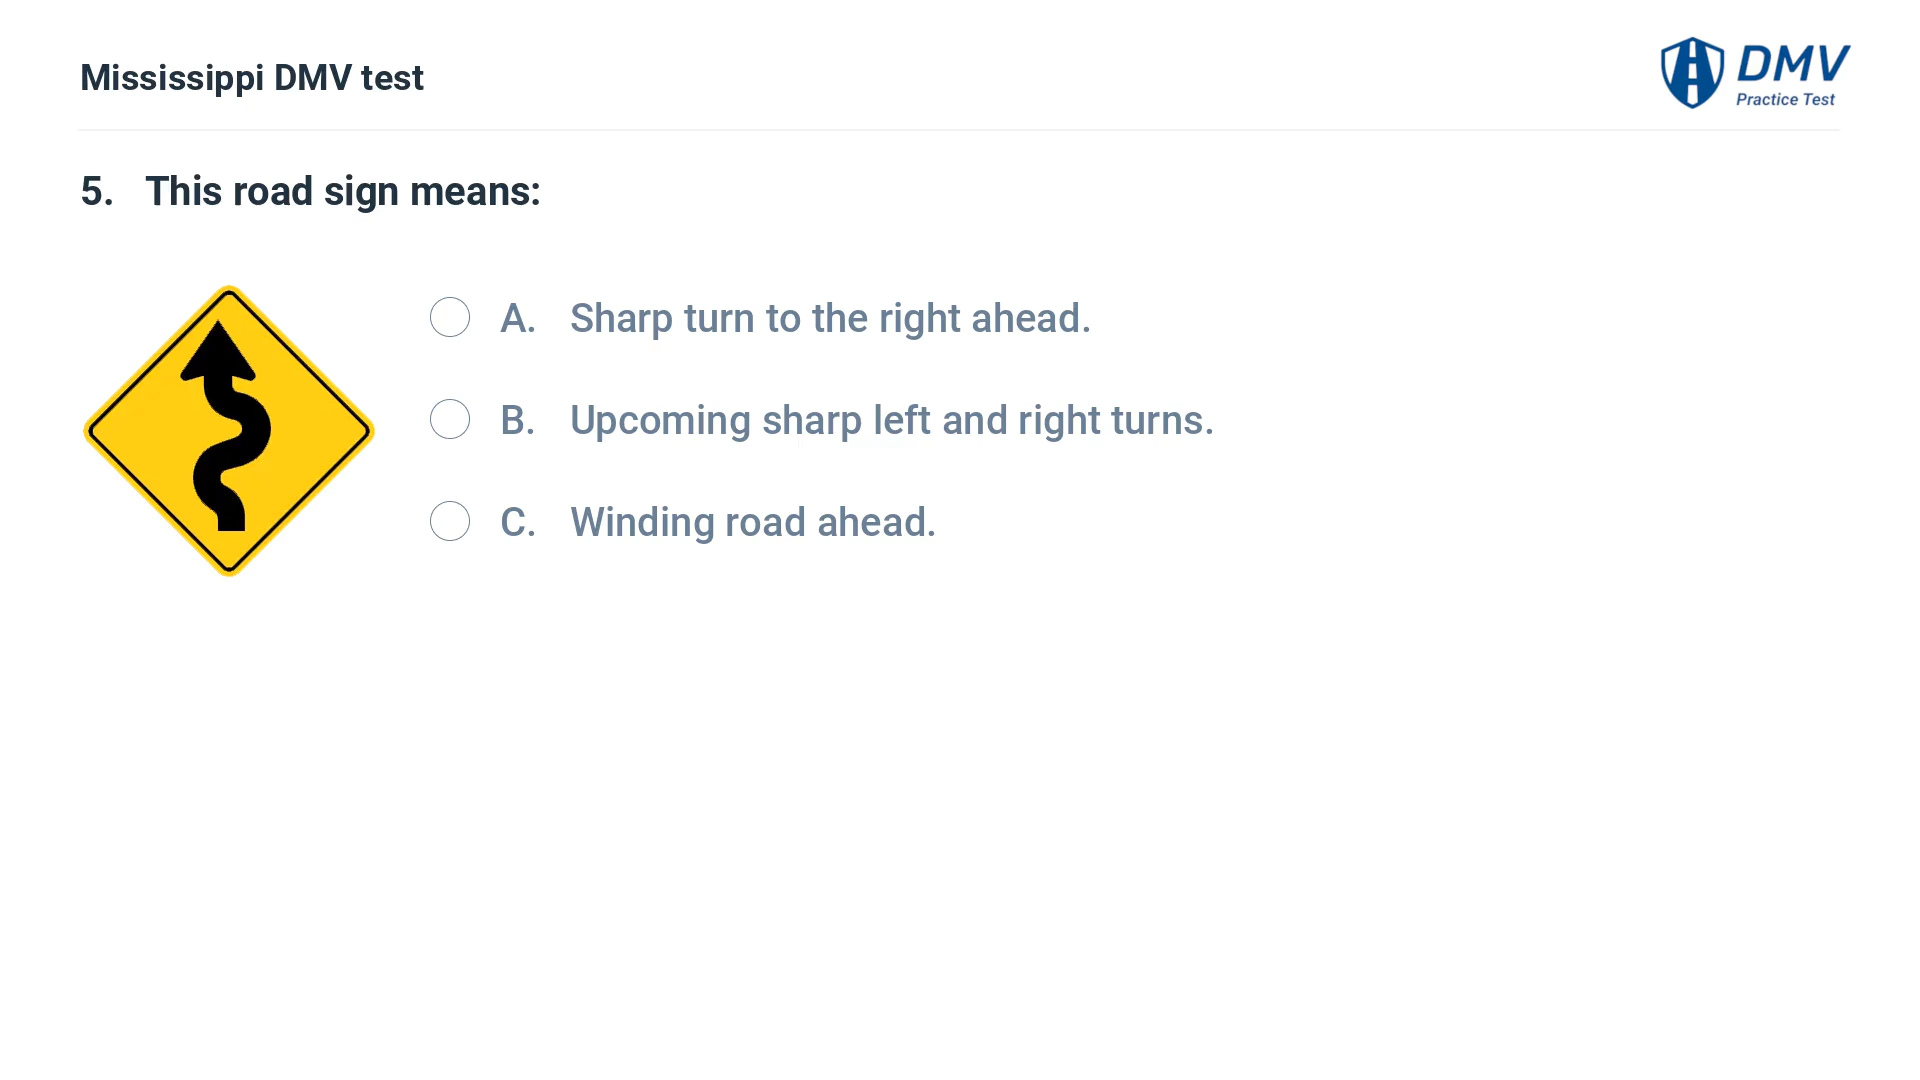 Mississippi DMV test
DMV
Practice Test
5. This road sign means:
A. Sharp turn to the right ahead.
B. Upcoming sharp left and right turns.
C. Winding road ahead.